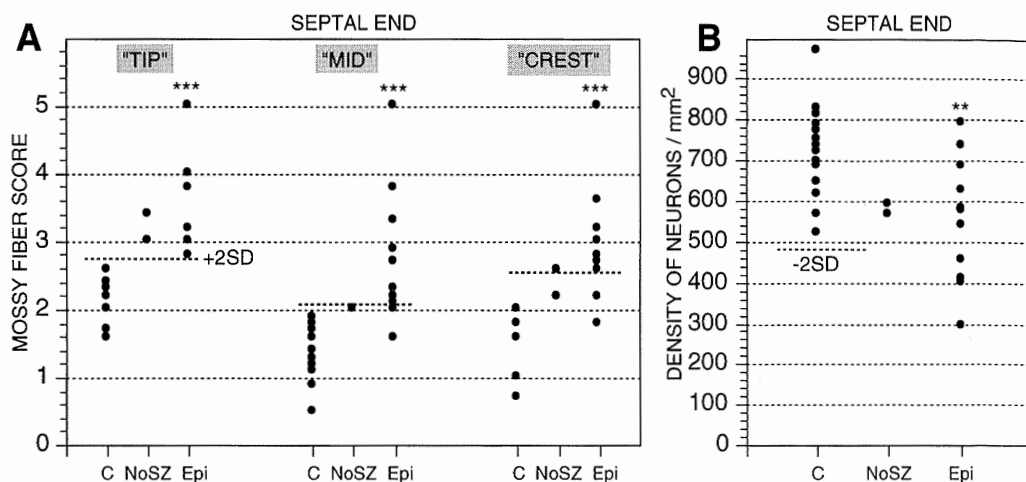 A
SEPTAL END
"TIP" "MID" "CREST"
*** *** ***
MOSSY FIBER SCORE
5
4
3
2
1
0
+2SD
C NoSZ Epi C NoSZ Epi C NoSZ Epi
B
SEPTAL END
DENSITY OF NEURONS / mm²
900
800
700
600
500
400
300
200
100
0
**
-2SD
C NoSZ Epi